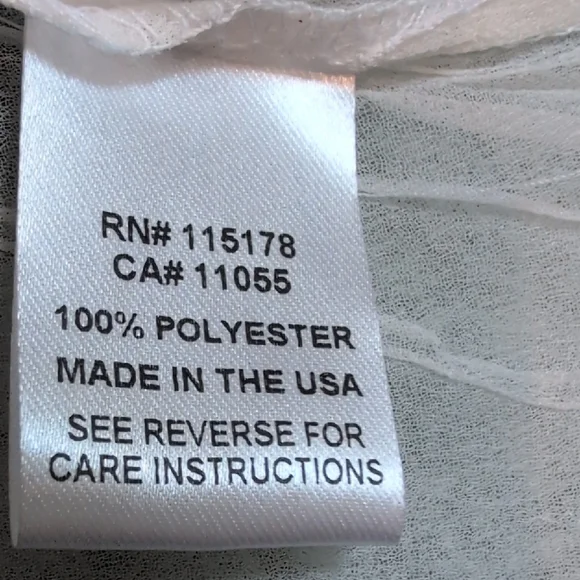 RN# 115178
CA# 11055
100% POLYESTER
MADE IN THE USA
SEE REVERSE FOR
CARE INSTRUCTIONS